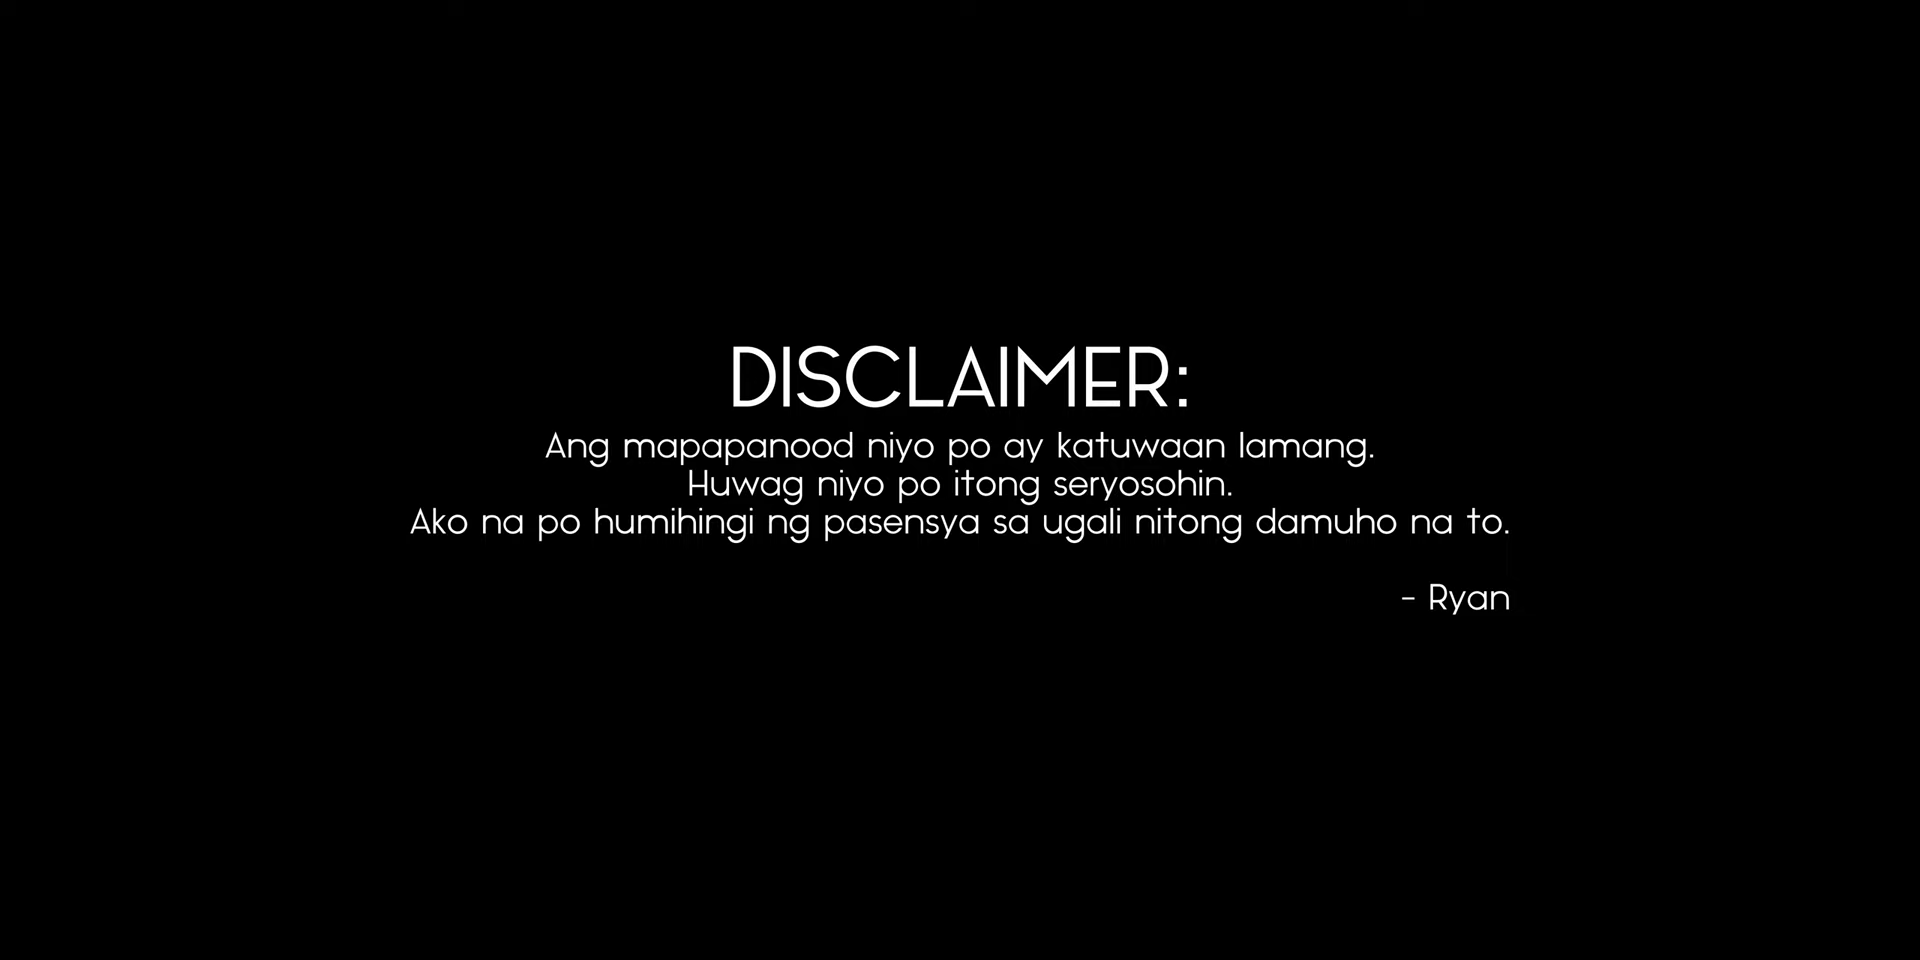 DISCLAIMER:
Ang mapapanood niyo po ay katuwaan lamang.
Huwag niyo po itong seryosohin.
Ako na po humihingi ng pasensya sa ugali nitong damuho na to.
- Ryan